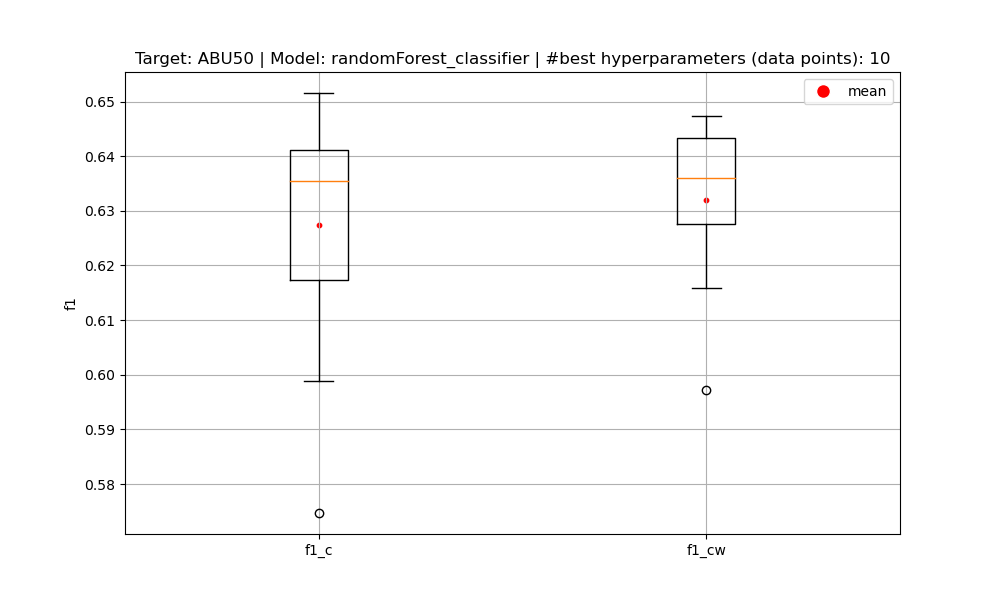 Target: ABU50 | Model: randomForest_classifier | #best hyperparameters (data points): 10
mean
0.65
0.64
0.63
0.62
0.61
0.60
0.59
0.58
f1
f1_c
f1_cw